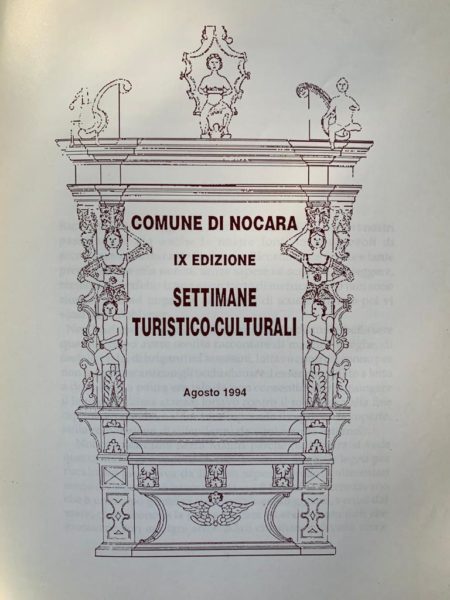 COMUNE DI NOCARA
IX EDIZIONE
SETTIMANE
TURISTICO-CULTURALI
Agosto 1994